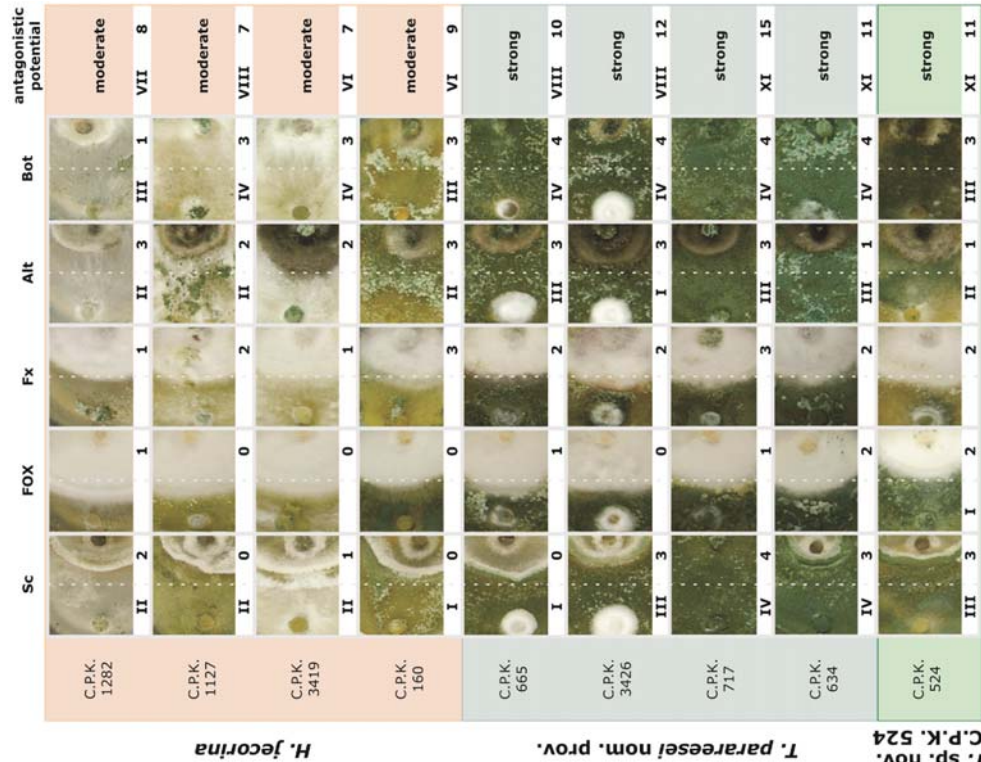 Sc FOX Fx Alt Bot antagonistic
potential
H. jecorina
C.P.K.
1282
moderate
II 2 1 1 II 3 III 1 VII 8
C.P.K.
1127
moderate
II 0 0 2 II 2 IV 3 VIII 7
C.P.K.
3419
moderate
II 1 0 1 2 IV 3 VI 7
C.P.K.
160
moderate
I 0 0 3 II 3 III 3 VI 9
T. parareesei nom. prov.
C.P.K.
665
strong
I 0 1 2 III 3 IV 4 VIII 10
C.P.K.
3426
strong
III 3 0 2 I 3 IV 4 VIII 12
C.P.K.
717
strong
IV 4 1 3 III 3 IV 4 XI 15
C.P.K.
634
strong
IV 3 2 2 III 1 IV 4 XI 11
T. sp. nov.
C.P.K. 524
C.P.K.
524
strong
III 3 I 2 2 II 1 III 3 XI 11